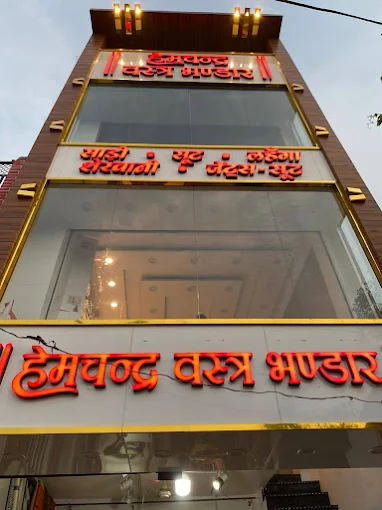 हेमचन्द्र
वस्त्र भण्डार
साड़ी • सूट • लहँगा
शेरवानी • जेंट्स-सूट
हेमचन्द्र वस्त्र भण्डार